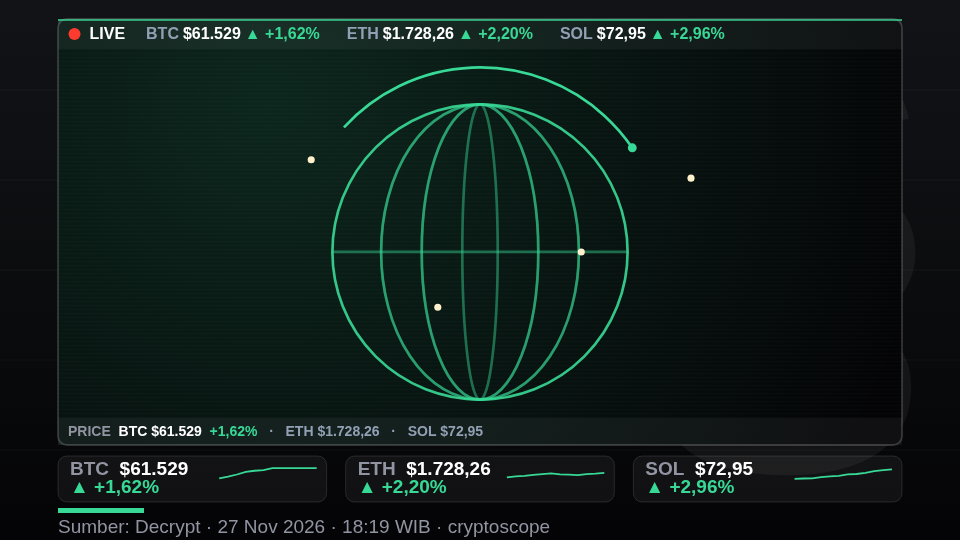 LIVE BTC $61.529 ▲ +1,62% ETH $1.728,26 ▲ +2,20% SOL $72,95 ▲ +2,96%
PRICE BTC $61.529 +1,62% · ETH $1.728,26 · SOL $72,95
BTC $61.529
▲ +1,62%
ETH $1.728,26
▲ +2,20%
SOL $72,95
▲ +2,96%
Sumber: Decrypt · 27 Nov 2026 · 18:19 WIB · cryptoscope